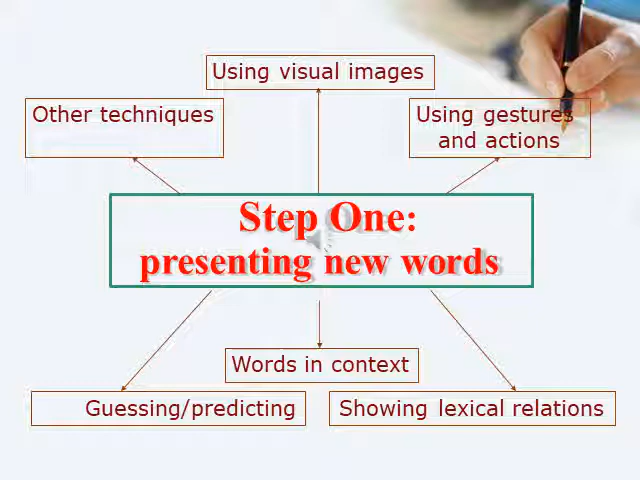 Using visual images
Other techniques
Using gestures
and actions
Step One:
presenting new words
Words in context
Guessing/predicting
Showing lexical relations